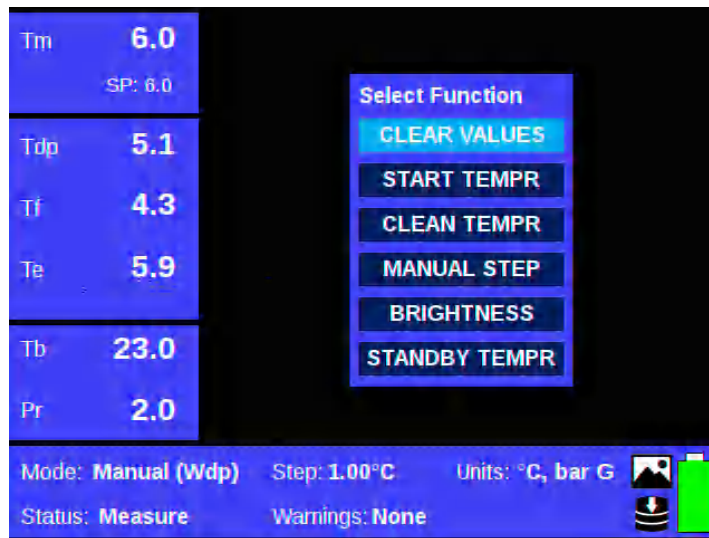 Tm 6.0
SP: 6.0
Tdp 5.1
Tf 4.3
Te 5.9
Tb 23.0
Pr 2.0
Select Function
CLEAR VALUES
START TEMPR
CLEAN TEMPR
MANUAL STEP
BRIGHTNESS
STANDBY TEMPR
Mode: Manual (Wdp) Step: 1.00°C Units: °C, bar G
Status: Measure Warnings: None